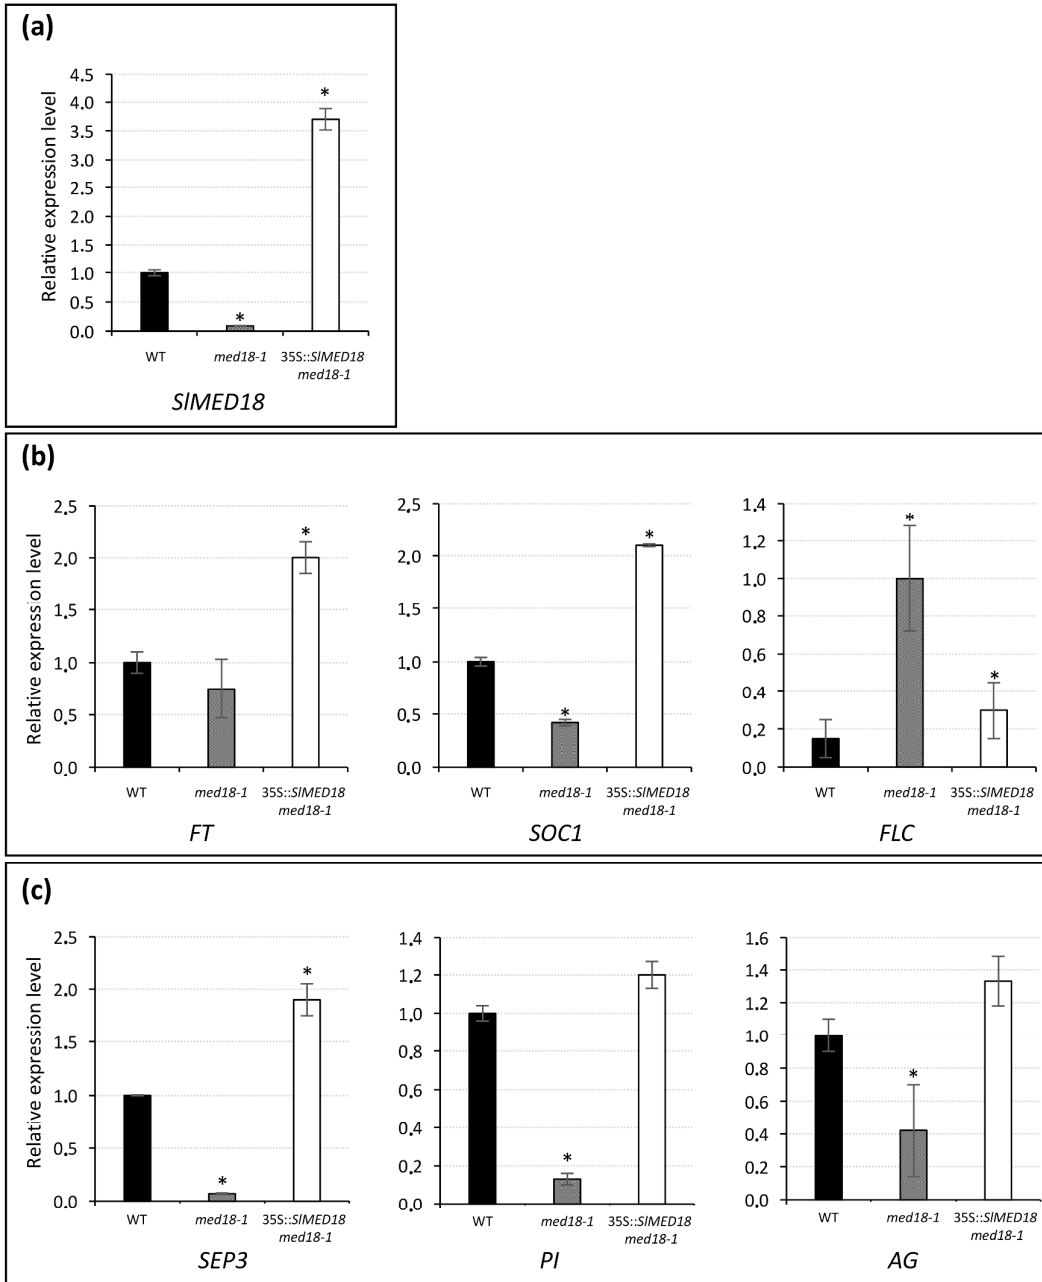 (a)
Relative expression level
4.5
4.0
3.5
3.0
2.5
2.0
1.5
1.0
0.5
0.0
*
*
WT med18-1 35S::SlMED18
med18-1
SlMED18
(b)
Relative expression level
2.5
2.0
1.5
1.0
0.5
0.0
*
WT med18-1 35S::SlMED18
med18-1
FT
2.5
2.0
1.5
1.0
0.5
0.0
*
*
WT med18-1 35S::SlMED18
med18-1
SOC1
1.4
1.2
1.0
0.8
0.6
0.4
0.2
0.0
*
*
WT med18-1 35S::SlMED18
med18-1
FLC
(c)
Relative expression level
2.5
2.0
1.5
1.0
0.5
0.0
*
*
WT med18-1 35S::SlMED18
med18-1
SEP3
1.4
1.2
1.0
0.8
0.6
0.4
0.2
0.0
*
WT med18-1 35S::SlMED18
med18-1
PI
1.6
1.4
1.2
1.0
0.8
0.6
0.4
0.2
0.0
*
WT med18-1 35S::SlMED18
med18-1
AG